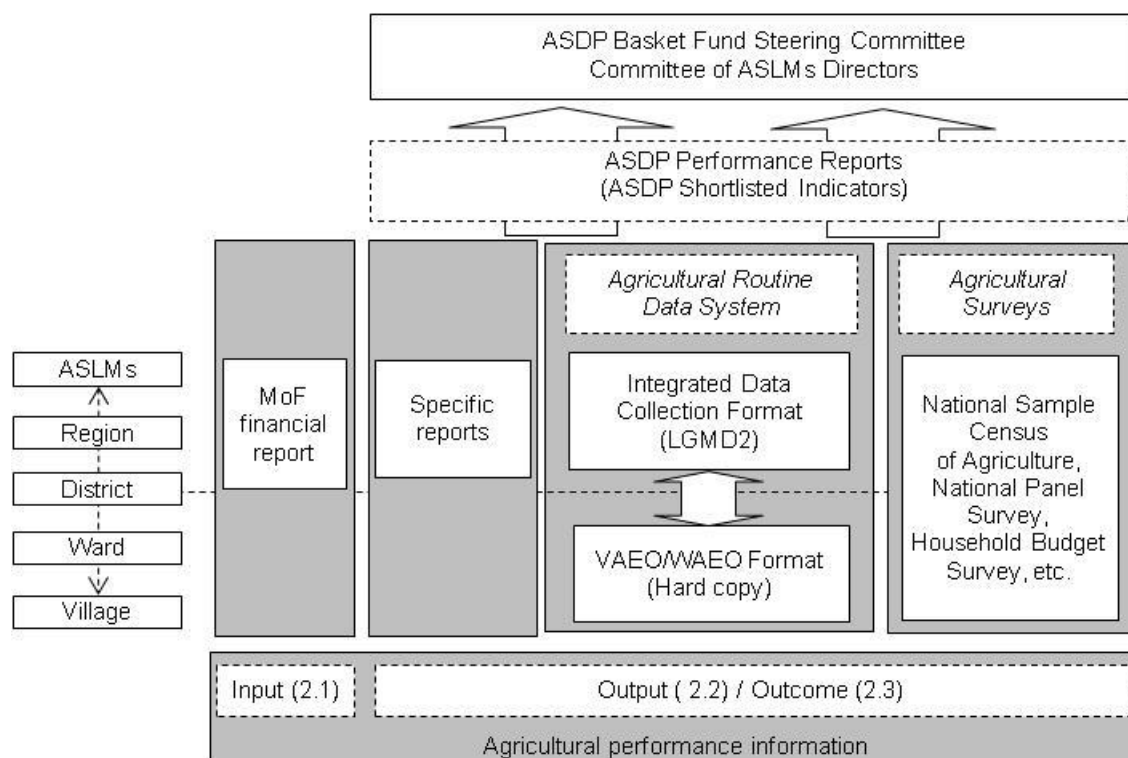 ASDP Basket Fund Steering Committee
Committee of ASLMs Directors
ASDP Performance Reports
(ASDP Shortlisted Indicators)
Agricultural Routine
Data System
Agricultural
Surveys
ASLMs
Region
District
Ward
Village
MoF
financial
report
Specific
reports
Integrated Data
Collection Format
(LGMD2)
VAEO/WAEO Format
(Hard copy)
National Sample
Census
of Agriculture,
National Panel
Survey,
Household Budget
Survey, etc.
Input (2.1)
Output ( 2.2) / Outcome (2.3)
Agricultural performance information